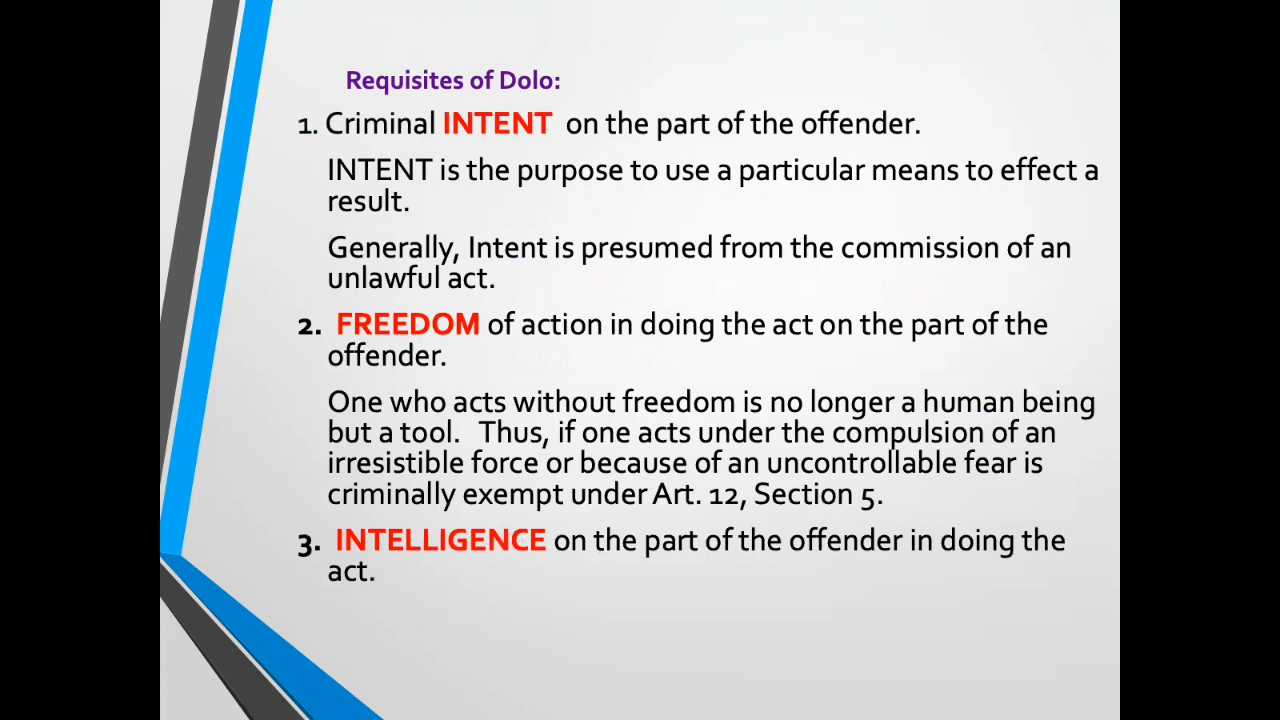 Requisites of Dolo:
1. Criminal INTENT on the part of the offender.
INTENT is the purpose to use a particular means to effect a
result.
Generally, Intent is presumed from the commission of an
unlawful act.
2. FREEDOM of action in doing the act on the part of the
offender.
One who acts without freedom is no longer a human being
but a tool. Thus, if one acts under the compulsion of an
irresistible force or because of an uncontrollable fear is
criminally exempt under Art. 12, Section 5.
3. INTELLIGENCE on the part of the offender in doing the
act.